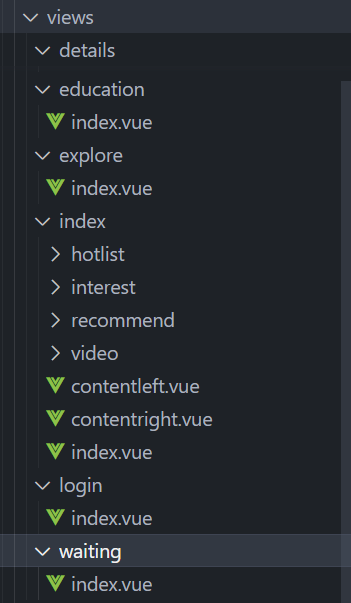 views
details
education
index.vue
explore
index.vue
index
hotlist
interest
recommend
video
contentleft.vue
contentright.vue
index.vue
login
index.vue
waiting
index.vue